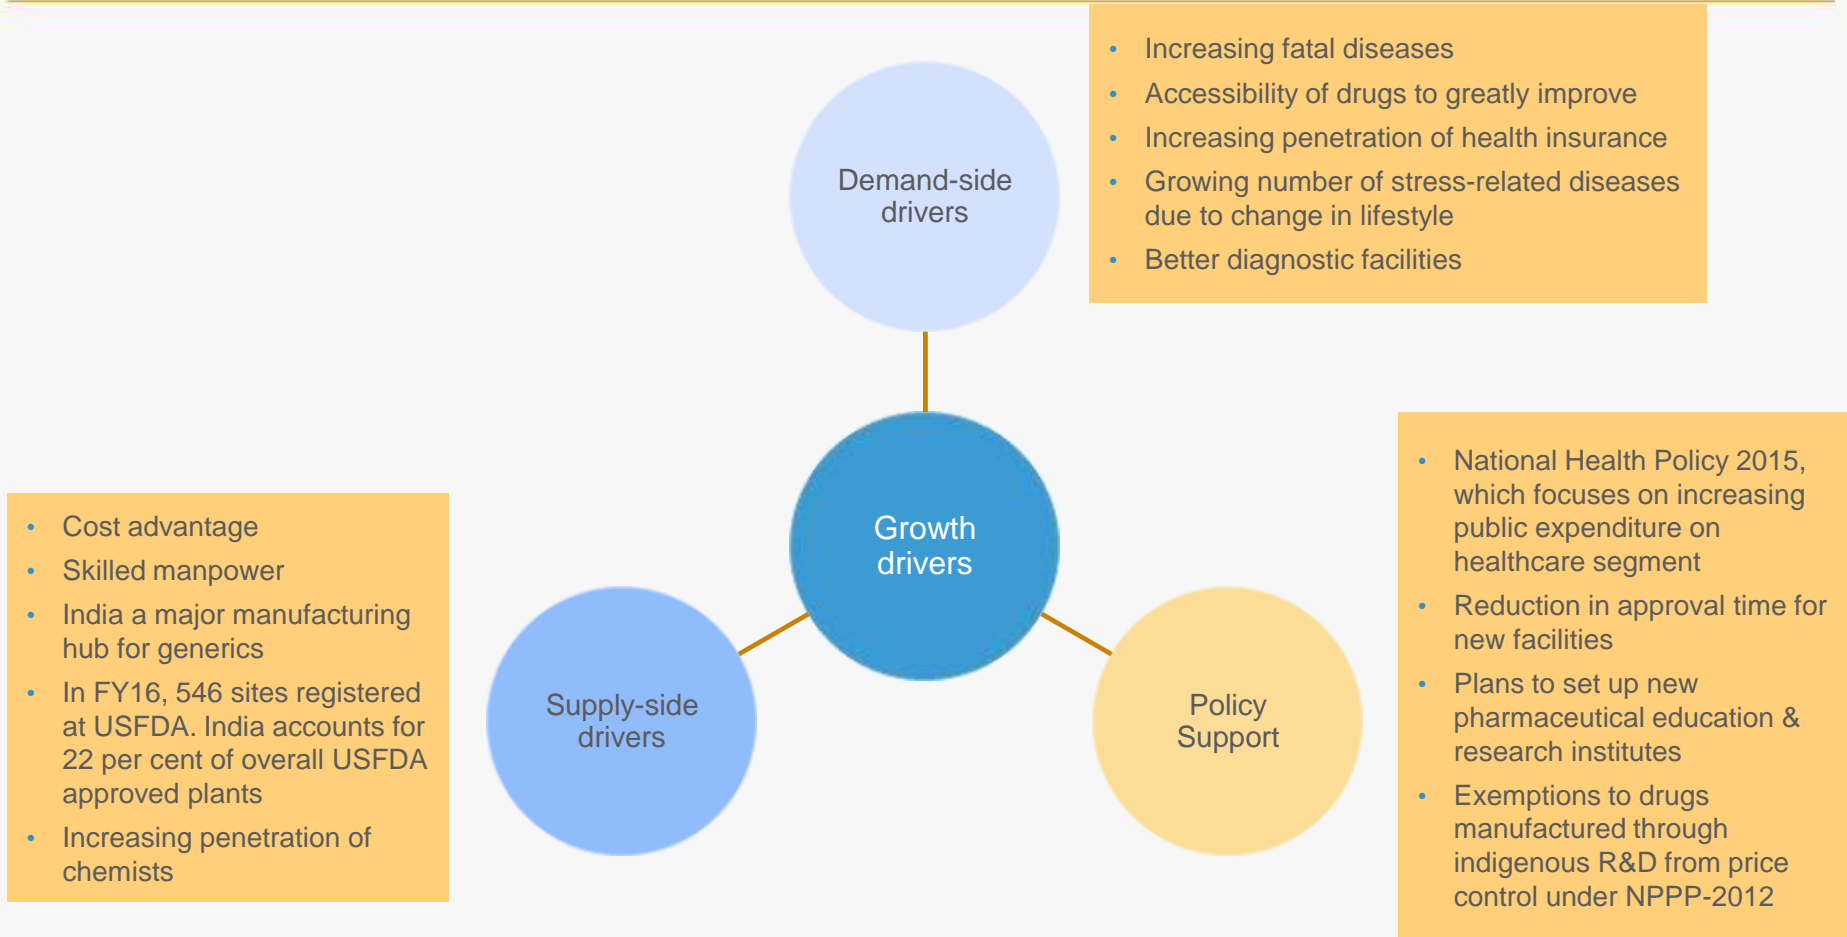 • Increasing fatal diseases
• Accessibility of drugs to greatly improve
• Increasing penetration of health insurance
• Growing number of stress-related diseases
due to change in lifestyle
• Better diagnostic facilities
Demand-side
drivers
Growth
drivers
• Cost advantage
• Skilled manpower
• India a major manufacturing
hub for generics
• In FY16, 546 sites registered
at USFDA. India accounts for
22 per cent of overall USFDA
approved plants
• Increasing penetration of
chemists
Supply-side
drivers
Policy
Support
• National Health Policy 2015,
which focuses on increasing
public expenditure on
healthcare segment
• Reduction in approval time for
new facilities
• Plans to set up new
pharmaceutical education &
research institutes
• Exemptions to drugs
manufactured through
indigenous R&D from price
control under NPPP-2012